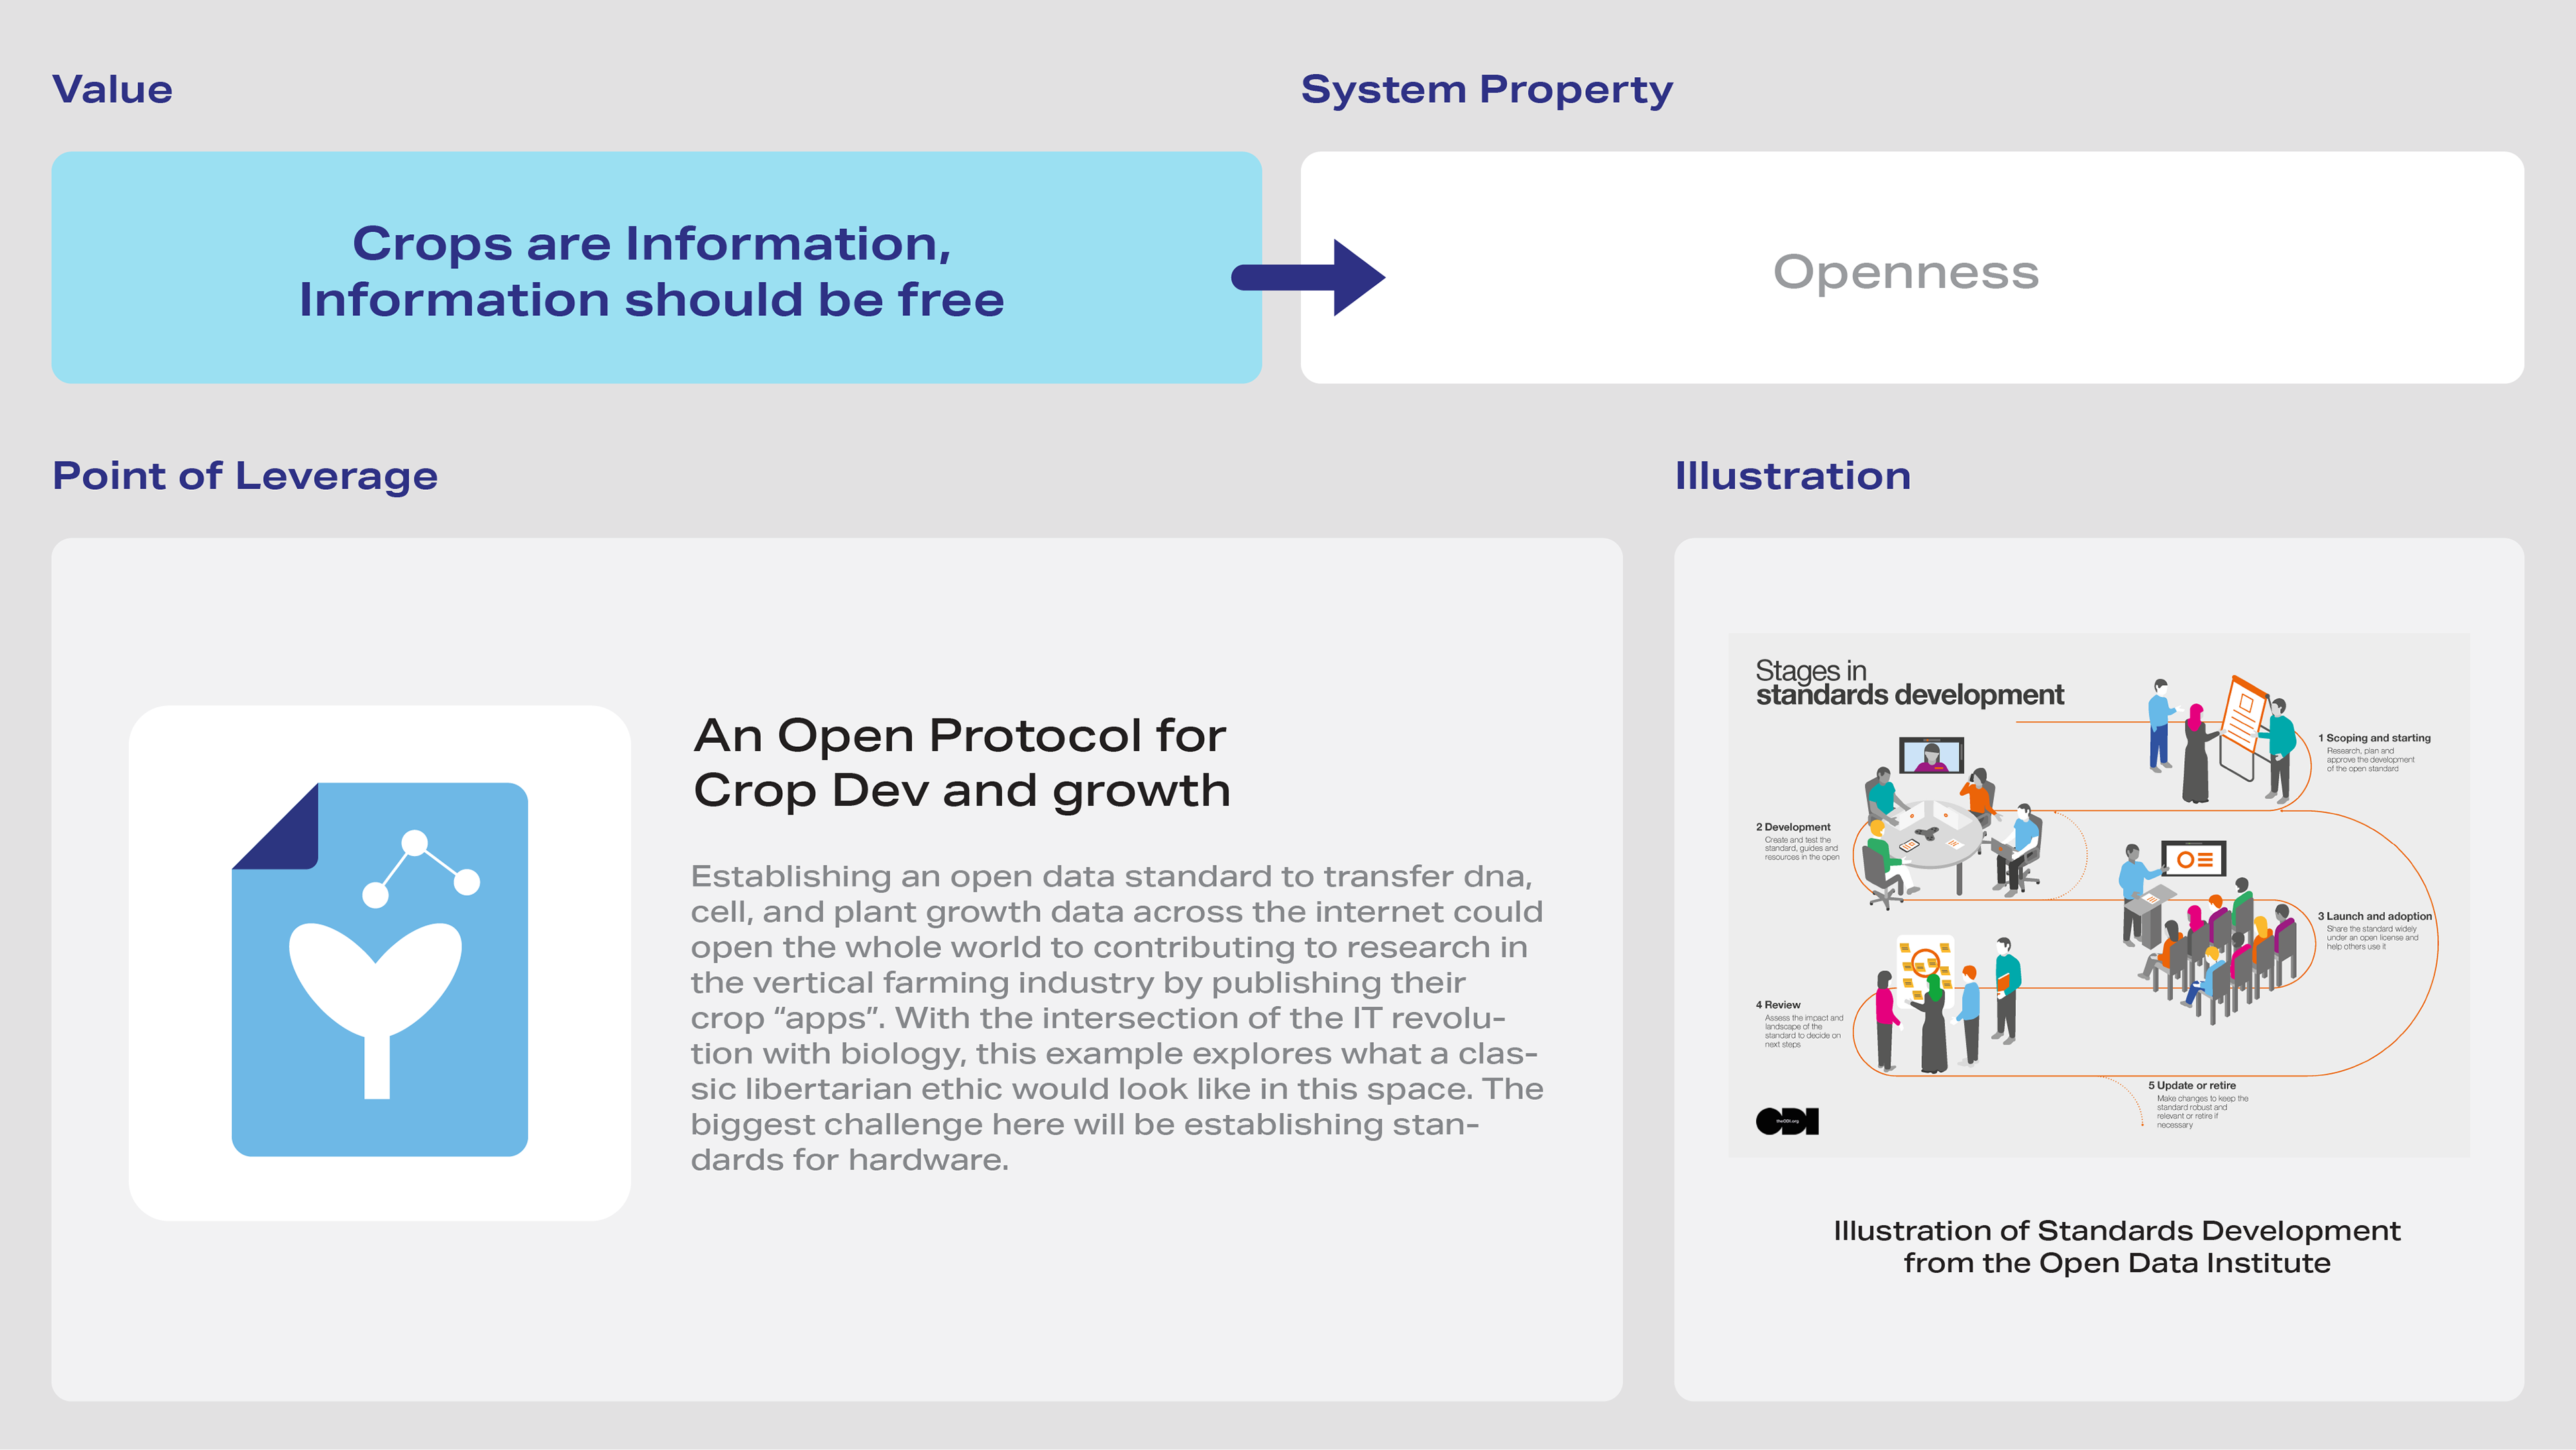 Value
System Property
Crops are Information,
Information should be free
Openness
Point of Leverage
Illustration
An Open Protocol for
Crop Dev and growth
Establishing an open data standard to transfer dna,
cell, and plant growth data across the internet could
open the whole world to contributing to research in
the vertical farming industry by publishing their
crop “apps”. With the intersection of the IT revolu-
tion with biology, this example explores what a clas-
sic libertarian ethic would look like in this space. The
biggest challenge here will be establishing stan-
dards for hardware.
Stages in
standards development
1 Scoping and starting
Research, plan and
approve the development
of the open standard
2 Development
Create and test the
standard, guides and
resources in the open
3 Launch and adoption
Share the standard widely
under an open license and
help others use it
4 Review
Assess the impact and
landscape of the
standard to decide on
next steps
5 Update or retire
Make changes to keep the
standard robust and
relevant or retire if
necessary
ODI
theODI.org
Illustration of Standards Development
from the Open Data Institute